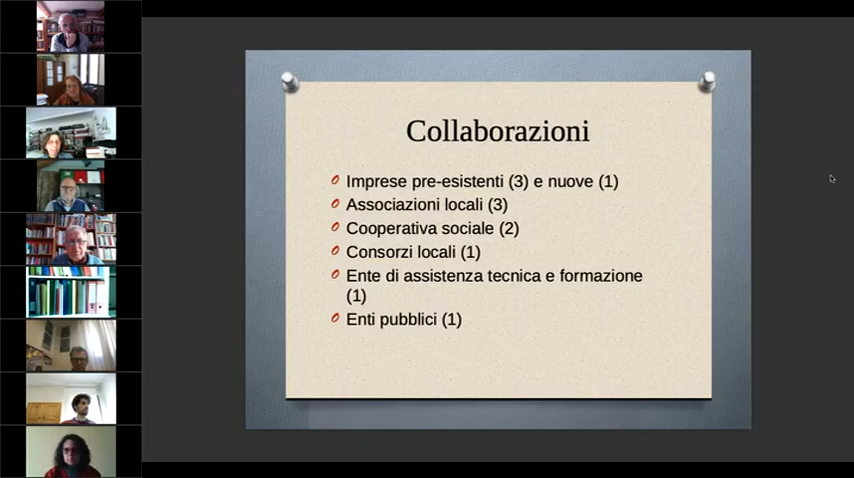 Collaborazioni
Imprese pre-esistenti (3) e nuove (1)
Associazioni locali (3)
Cooperativa sociale (2)
Consorzi locali (1)
Ente di assistenza tecnica e formazione
(1)
Enti pubblici (1)